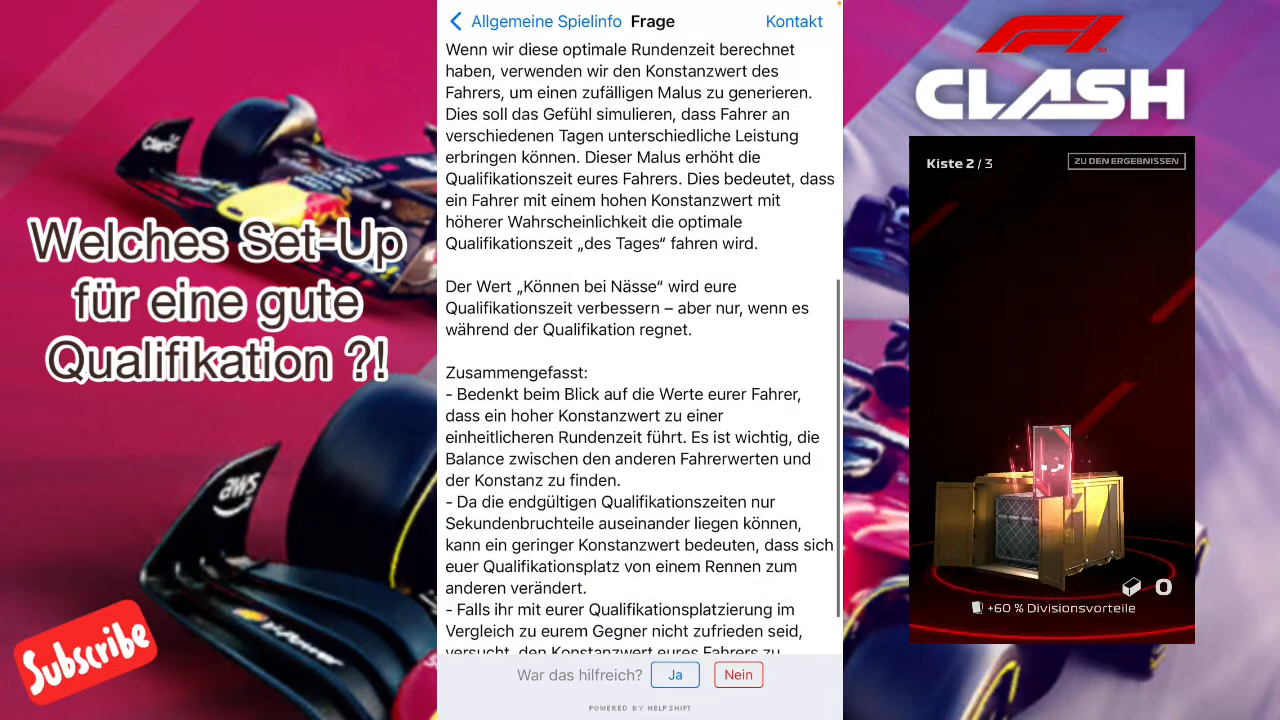 Allgemeine Spielinfo
Frage
Kontakt
Wenn wir diese optimale Rundenzeit berechnet
haben, verwenden wir den Konstanzwert des
Fahrers, um einen zufälligen Malus zu generieren.
Dies soll das Gefühl simulieren, dass Fahrer an
verschiedenen Tagen unterschiedliche Leistung
erbringen können. Dieser Malus erhöht die
Qualifikationszeit eures Fahrers. Dies bedeutet, dass
ein Fahrer mit einem hohen Konstanzwert mit
höherer Wahrscheinlichkeit die optimale
Qualifikationszeit „des Tages“ fahren wird.
Der Wert „Können bei Nässe“ wird eure
Qualifikationszeit verbessern – aber nur, wenn es
während der Qualifikation regnet.
Zusammengefasst:
- Bedenkt beim Blick auf die Werte eurer Fahrer,
dass ein hoher Konstanzwert zu einer
einheitlicheren Rundenzeit führt. Es ist wichtig, die
Balance zwischen den anderen Fahrerwerten und
der Konstanz zu finden.
- Da die endgültigen Qualifikationszeiten nur
Sekundenbruchteile auseinander liegen können,
kann ein geringer Konstanzwert bedeuten, dass sich
euer Qualifikationsplatz von einem Rennen zum
anderen verändert.
- Falls ihr mit eurer Qualifikationsplatzierung im
Vergleich zu eurem Gegner nicht zufrieden seid,
versucht, den Konstanzwert eures Fahrers zu
War das hilfreich?
Ja
Nein
POWERED BY HELPSHIFT
Welches Set-Up
für eine gute
Qualifikation ?!
Subscribe
Claro
aws
F1
CLASH
Kiste 2 / 3
ZU DEN ERGEBNISSEN
0
+60 % Divisionsvorteile